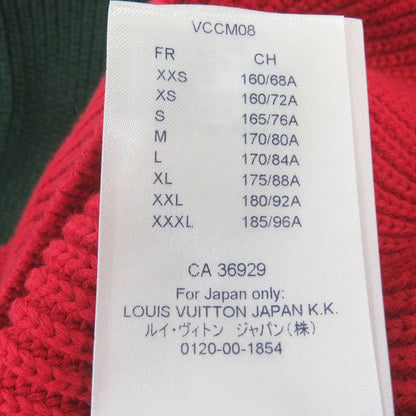 VCCM08
FR CH
XXS 160/68A
XS 160/72A
S 165/76A
M 170/80A
L 170/84A
XL 175/88A
XXL 180/92A
XXXL 185/96A
CA 36929
For Japan only:
LOUIS VUITTON JAPAN K.K.
ルイ・ヴィトン ジャパン(株)
0120-00-1854